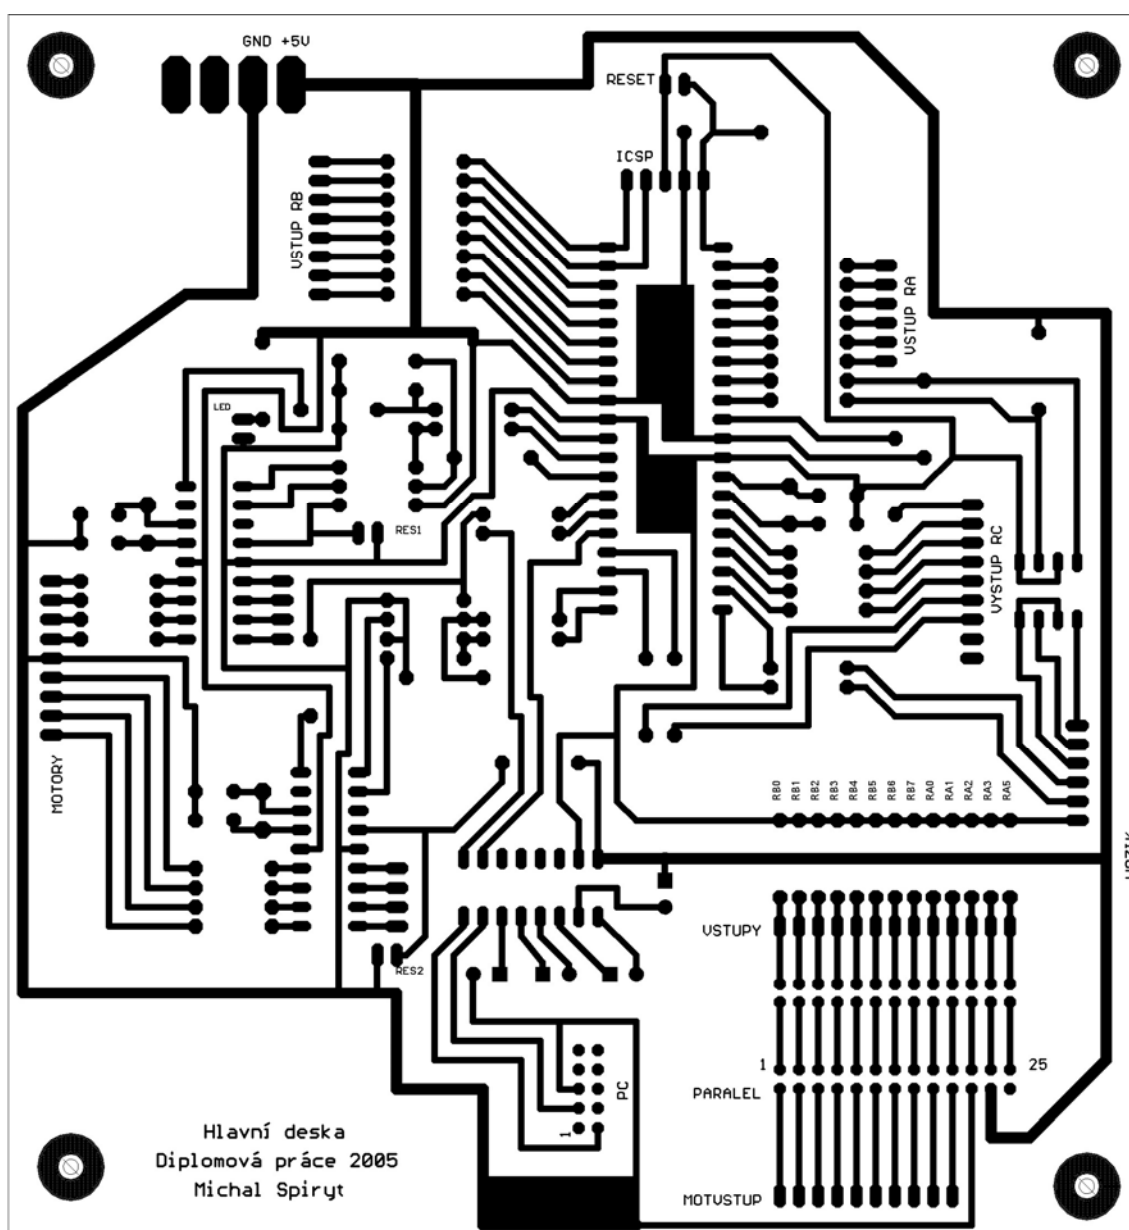 GND +5V
RESET
ICSP
VSTUP RB
VSTUP RA
LED
RES1
VYSTUP RC
MOTORY
RB0
RB1
RB2
RB3
RB4
RB5
RB6
RB7
RA0
RA1
RA2
RA3
RA5
VSTUPY
RES2
1
25
PC
PARALEL
1
Hlavní deska
Diplomová práce 2005
Michal Spiryt
MOTVSTUP